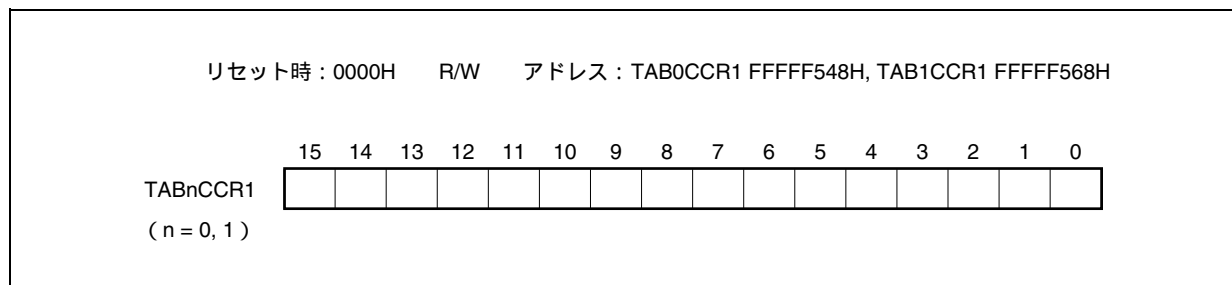 リセット時：0000H　　R/W　　アドレス：TAB0CCR1 FFFFF548H, TAB1CCR1 FFFFF568H
15 14 13 12 11 10 9 8 7 6 5 4 3 2 1 0
TABnCCR1
（n = 0, 1）